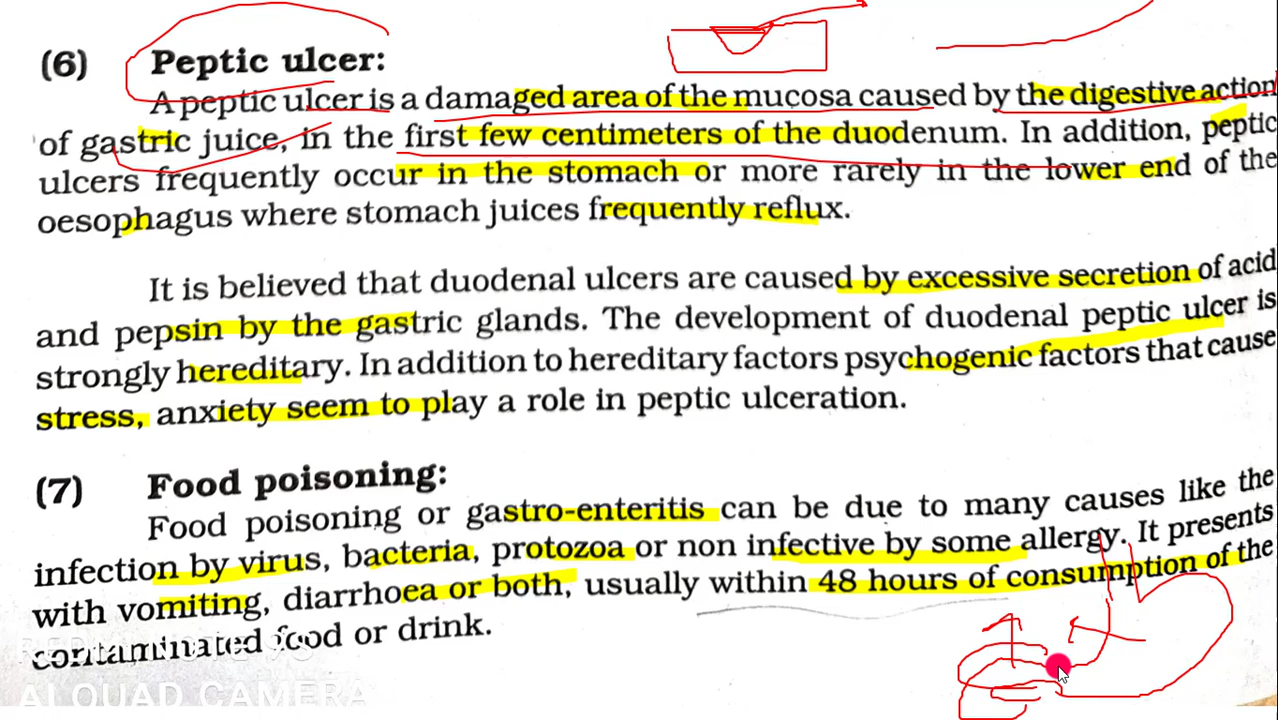 (6) Peptic ulcer:
A peptic ulcer is a damaged area of the mucosa caused by the digestive action
of gastric juice, in the first few centimeters of the duodenum. In addition, peptic
ulcers frequently occur in the stomach or more rarely in the lower end of the
oesophagus where stomach juices frequently reflux.
It is believed that duodenal ulcers are caused by excessive secretion of acid
and pepsin by the gastric glands. The development of duodenal peptic ulcer is
strongly hereditary. In addition to hereditary factors psychogenic factors that cause
stress, anxiety seem to play a role in peptic ulceration.
(7) Food poisoning:
Food poisoning or gastro-enteritis can be due to many causes like the
infection by virus, bacteria, protozoa or non infective by some allergy. It presents
with vomiting, diarrhoea or both, usually within 48 hours of consumption of the
contaminated food or drink.
AI QUAD CAMERA